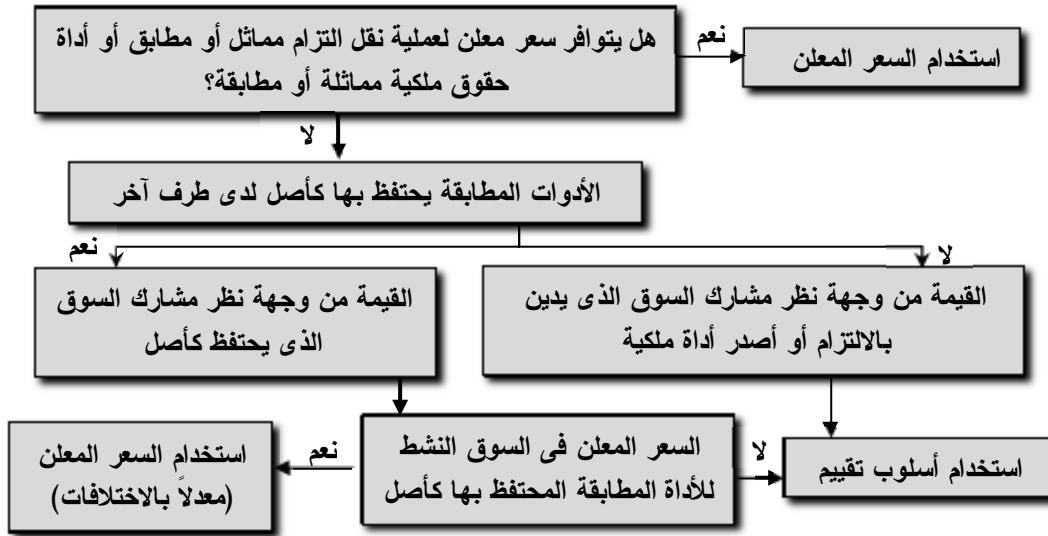 هل يتوافر سعر معلن لعملية نقل التزام مماثل أو مطابق أو أداة
حقوق ملكية مماثلة أو مطابقة؟
نعم
استخدام السعر المعلن
لا
الأدوات المطابقة يحتفظ بها كأصل لدى طرف آخر
نعم
لا
القيمة من وجهة نظر مشارك السوق
الذى يحتفظ كأصل
القيمة من وجهة نظر مشارك السوق الذى يدين
بالالتزام أو أصدر أداة ملكية
السعر المعلن فى السوق النشط
للأداة المطابقة المحتفظ بها كأصل
نعم
استخدام السعر المعلن
(معدلاً بالاختلافات)
لا
استخدام أسلوب تقييم